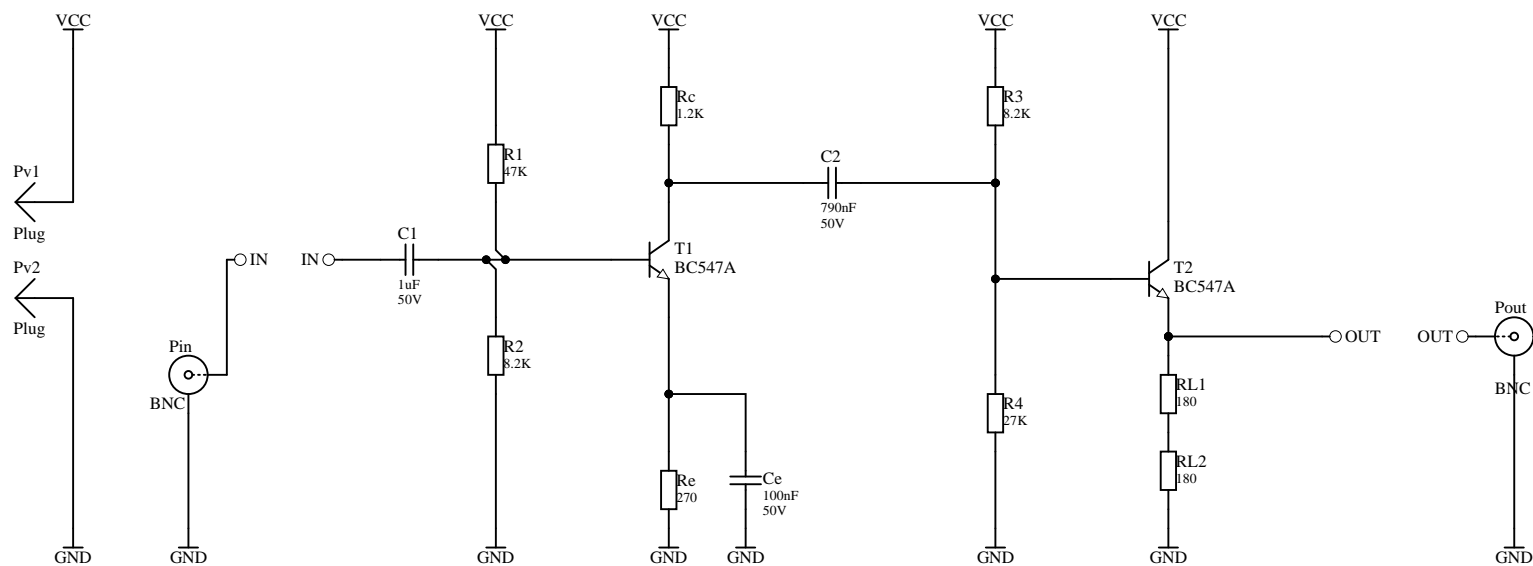 VCC
VCC
VCC
VCC
VCC
Rc
1.2K
R3
8.2K
R1
47K
C2
790nF
50V
Pv1
Plug
C1
1uF
50V
IN
IN
T1
BC547A
Pv2
Plug
T2
BC547A
Pin
BNC
R2
8.2K
OUT
OUT
Pout
BNC
RL1
180
R4
27K
RL2
180
Re
270
Ce
100nF
50V
GND
GND
GND
GND
GND
GND
GND
GND